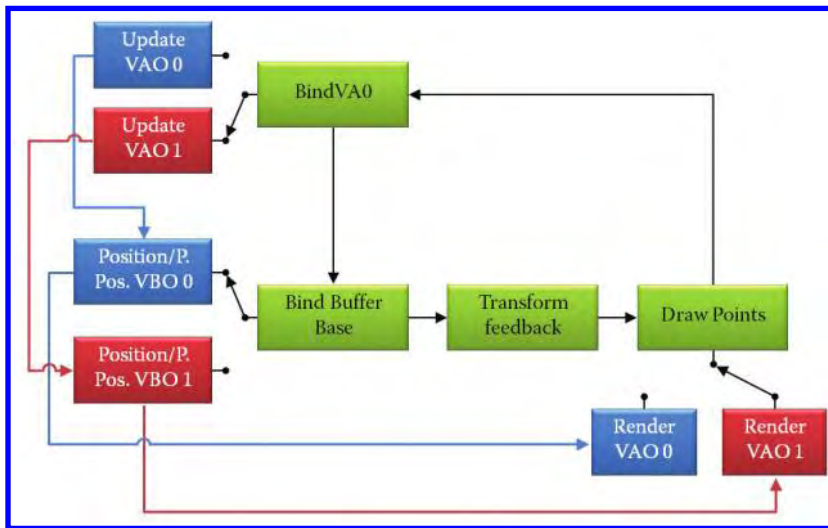 Update
VAO 0
BindVA0
Update
VAO 1
Position/P.
Pos. VBO 0
Bind Buffer
Base
Transform
feedback
Draw Points
Position/P.
Pos. VBO 1
Render
VAO 0
Render
VAO 1